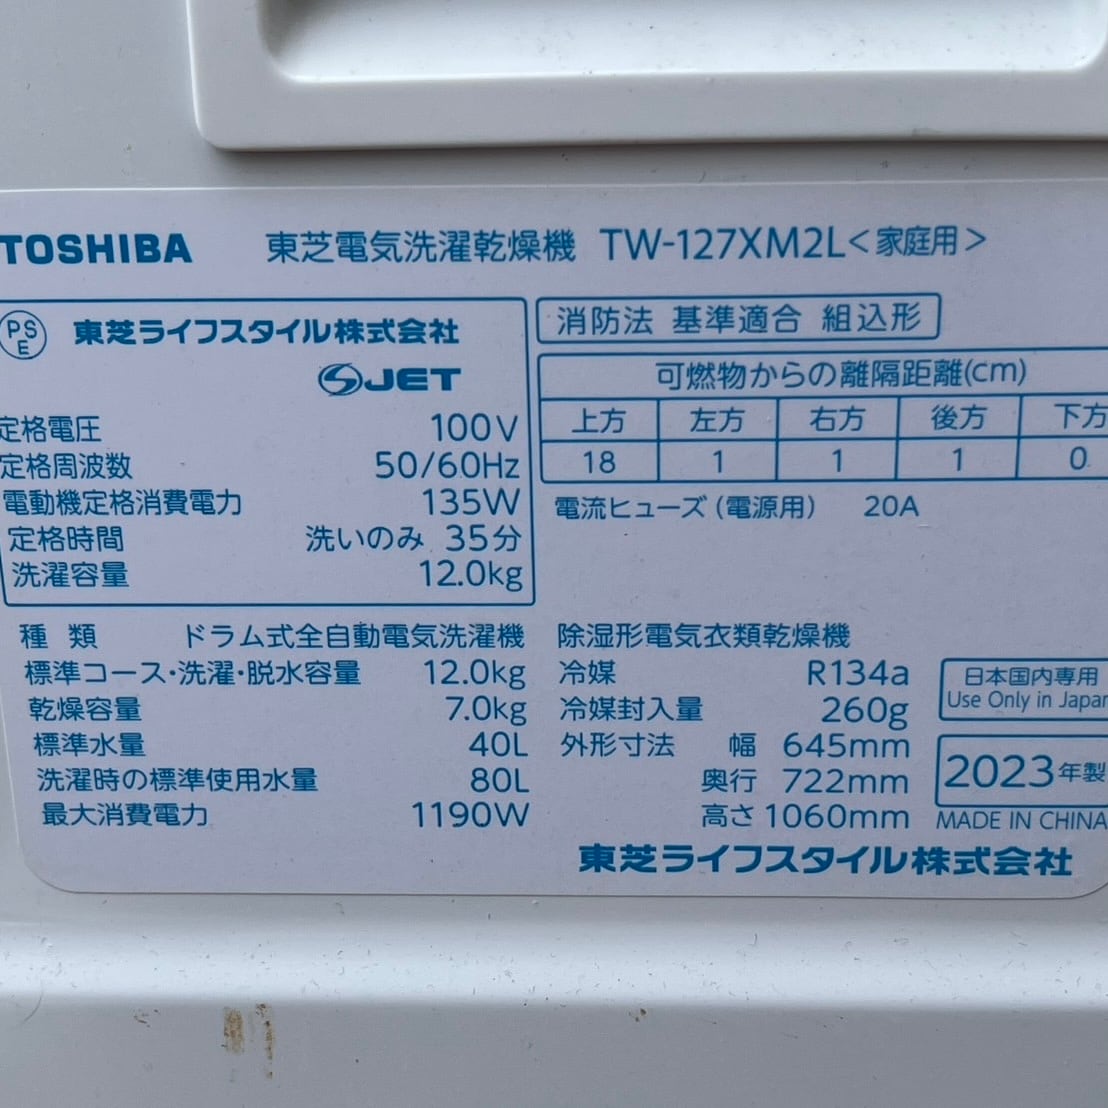 TOSHIBA 東芝電気洗濯乾燥機 TW-127XM2L<家庭用>
PS
E
東芝ライフスタイル株式会社
SJET
定格電圧 100V
定格周波数 50/60Hz
電動機定格消費電力 135W
定格時間 洗いのみ 35分
洗濯容量 12.0kg
消防法 基準適合 組込形
可燃物からの離隔距離(cm)
上方 左方 右方 後方 下方
18 1 1 1 0
電流ヒューズ(電源用) 20A
種類 ドラム式全自動電気洗濯機
標準コース・洗濯・脱水容量 12.0kg
乾燥容量 7.0kg
標準水量 40L
洗濯時の標準使用水量 80L
最大消費電力 1190W
除湿形電気衣類乾燥機
冷媒 R134a
冷媒封入量 260g
外形寸法 幅 645mm
奥行 722mm
高さ 1060mm
日本国内専用
Use Only in Japan
2023年製
MADE IN CHINA
東芝ライフスタイル株式会社